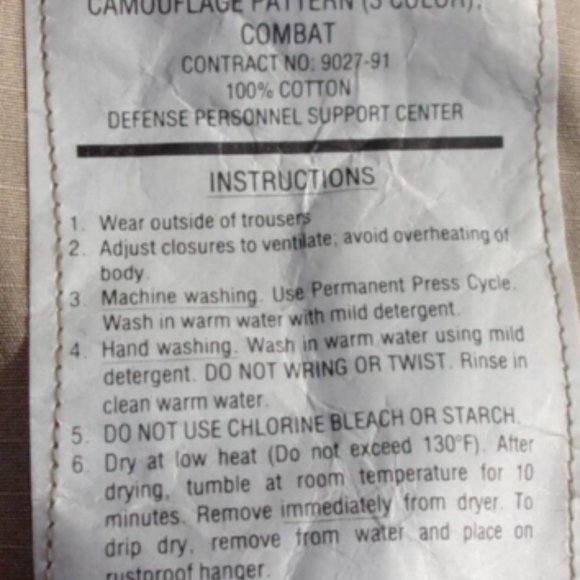 CAMOUFLAGE PATTERN (3 COLOR),
COMBAT
CONTRACT NO: 9027-91
100% COTTON
DEFENSE PERSONNEL SUPPORT CENTER
INSTRUCTIONS
1. Wear outside of trousers
2. Adjust closures to ventilate; avoid overheating of
body.
3. Machine washing. Use Permanent Press Cycle.
Wash in warm water with mild detergent.
4. Hand washing. Wash in warm water using mild
detergent. DO NOT WRING OR TWIST. Rinse in
clean warm water.
5. DO NOT USE CHLORINE BLEACH OR STARCH.
6. Dry at low heat (Do not exceed 130°F). After
drying, tumble at room temperature for 10
minutes. Remove immediately from dryer. To
drip dry, remove from water and place on
rustproof hanger.